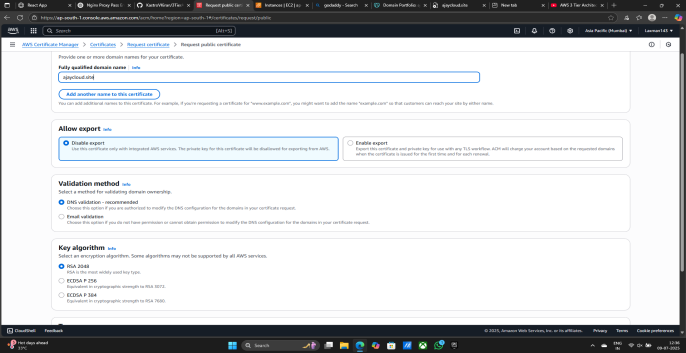 React App
Nginx Proxy Pass
KartretVKiren/3Tier
Request public cert
Instances | EC2 | as
godaddy - Search
Domain Portfolio
ajaycloud.site
New tab
AWS 3 Tier Archite
https://ap-south-1.console.aws.amazon.com/acm/home?region=ap-south-1#/certificates/request/public
aws
Search
[Alt+S]
Asia Pacific (Mumbai)
Laxman143
AWS Certificate Manager > Certificates > Request certificate > Request public certificate
Provide one or more domain names for your certificate.
Fully qualified domain name Info
ajaycloud.site
Add another name to this certificate
You can add additional names to this certificate. For example, if you're requesting a certificate for "www.example.com", you might want to add the name "example.com" so that customers can reach your site by either name.
Allow export Info
Disable export
Use this certificate only with integrated AWS services. The private key for this certificate will be disallowed for exporting from AWS.
Enable export
Export this certificate and private key for use with any TLS workflow. ACM will charge your account based on the requested domains
when the certificate is issued for the first time and for each renewal.
Validation method Info
Select a method for validating domain ownership.
DNS validation - recommended
Choose this option if you are authorized to modify the DNS configuration for the domains in your certificate request.
Email validation
Choose this option if you do not have permission or cannot obtain permission to modify the DNS configuration for the domains in your certificate request.
Key algorithm Info
Select an encryption algorithm. Some algorithms may not be supported by all AWS services.
RSA 2048
RSA is the most widely used key type.
ECDSA P 256
Equivalent in cryptographic strength to RSA 3072.
ECDSA P 384
Equivalent in cryptographic strength to RSA 7680.
CloudShell
Feedback
© 2025, Amazon Web Services, Inc. or its affiliates.
Privacy
Terms
Cookie preferences
Hot days ahead
33°C
Search
ENG
IN
12:36
09-07-2025